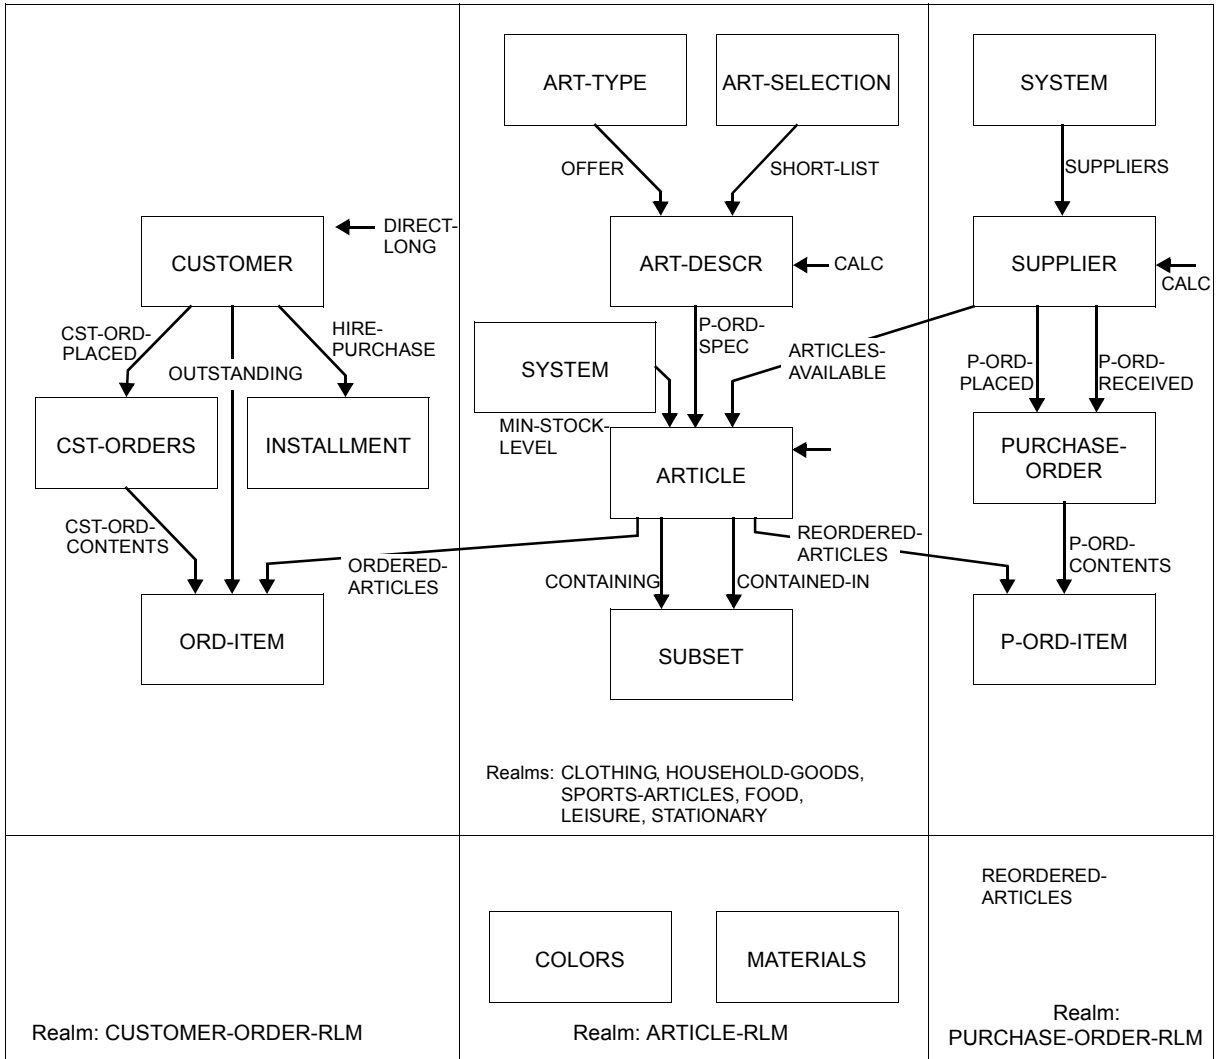 ART-TYPE
ART-SELECTION
SYSTEM
OFFER
SHORT-LIST
SUPPLIERS
DIRECT-
LONG
CUSTOMER
ART-DESCR
CALC
SUPPLIER
CALC
CST-ORD-
PLACED
HIRE-
PURCHASE
OUTSTANDING
SYSTEM
P-ORD-
SPEC
ARTICLES-
AVAILABLE
P-ORD-
PLACED
P-ORD-
RECEIVED
CST-ORDERS
INSTALLMENT
MIN-STOCK-
LEVEL
ARTICLE
PURCHASE-
ORDER
CST-ORD-
CONTENTS
ORDERED-
ARTICLES
REORDERED-
ARTICLES
P-ORD-
CONTENTS
CONTAINING
CONTAINED-IN
ORD-ITEM
SUBSET
P-ORD-ITEM
Realms: CLOTHING, HOUSEHOLD-GOODS,
SPORTS-ARTICLES, FOOD,
LEISURE, STATIONARY
REORDERED-
ARTICLES
COLORS
MATERIALS
Realm: CUSTOMER-ORDER-RLM
Realm: ARTICLE-RLM
Realm:
PURCHASE-ORDER-RLM